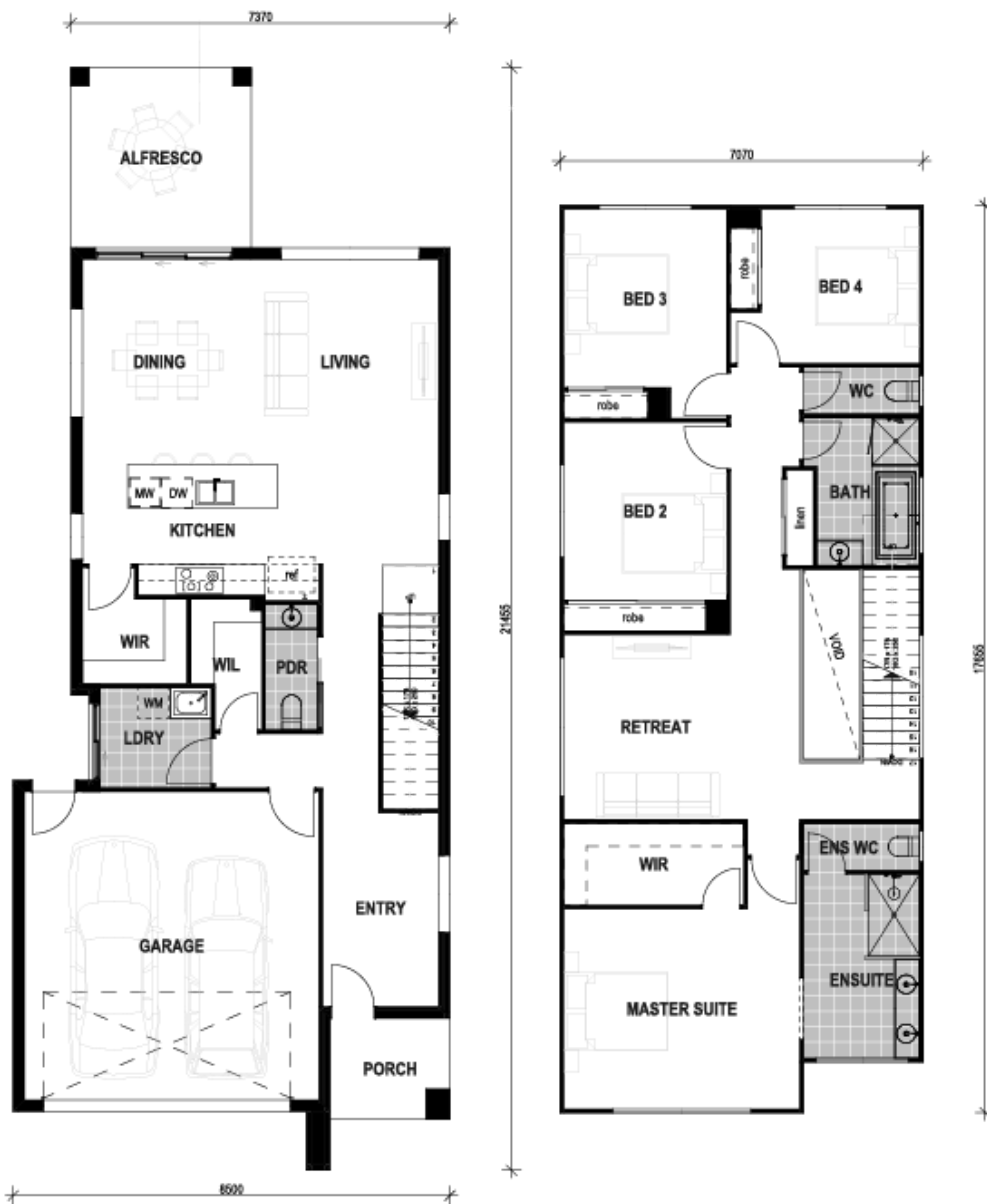 7370
ALFRESCO
DINING
LIVING
MW
DW
KITCHEN
ref
WIR
WIL
PDR
WM
LDRY
ENTRY
GARAGE
PORCH
8500
21455
7070
BED 3
robe
BED 4
robe
WC
BED 2
linen
BATH
robe
VOID
RETREAT
DOWN
WIR
ENS WC
MASTER SUITE
ENSUITE
17655